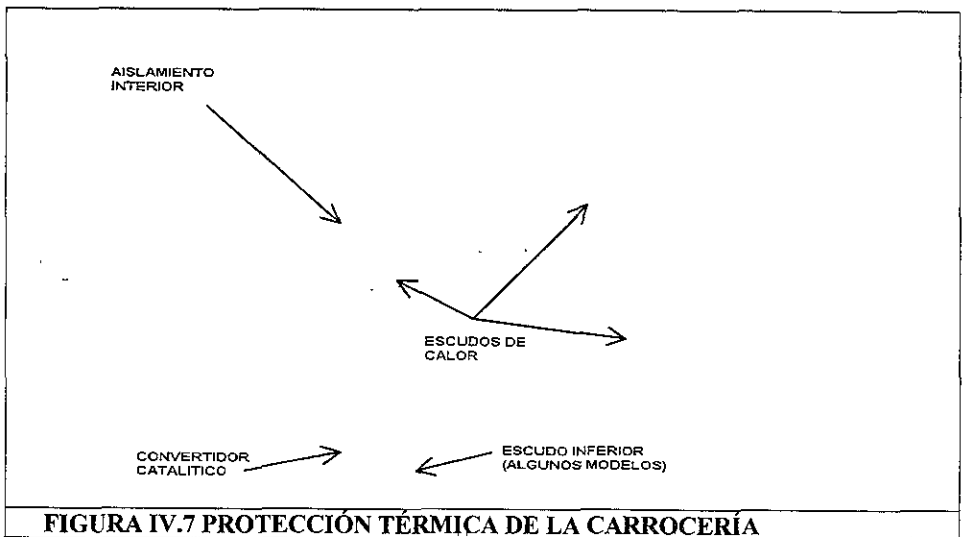 AISLAMIENTO
INTERIOR
ESCUDOS DE
CALOR
CONVERTIDOR
CATALITICO
ESCUDO INFERIOR
(ALGUNOS MODELOS)
FIGURA IV.7 PROTECCIÓN TÉRMICA DE LA CARROCERÍA